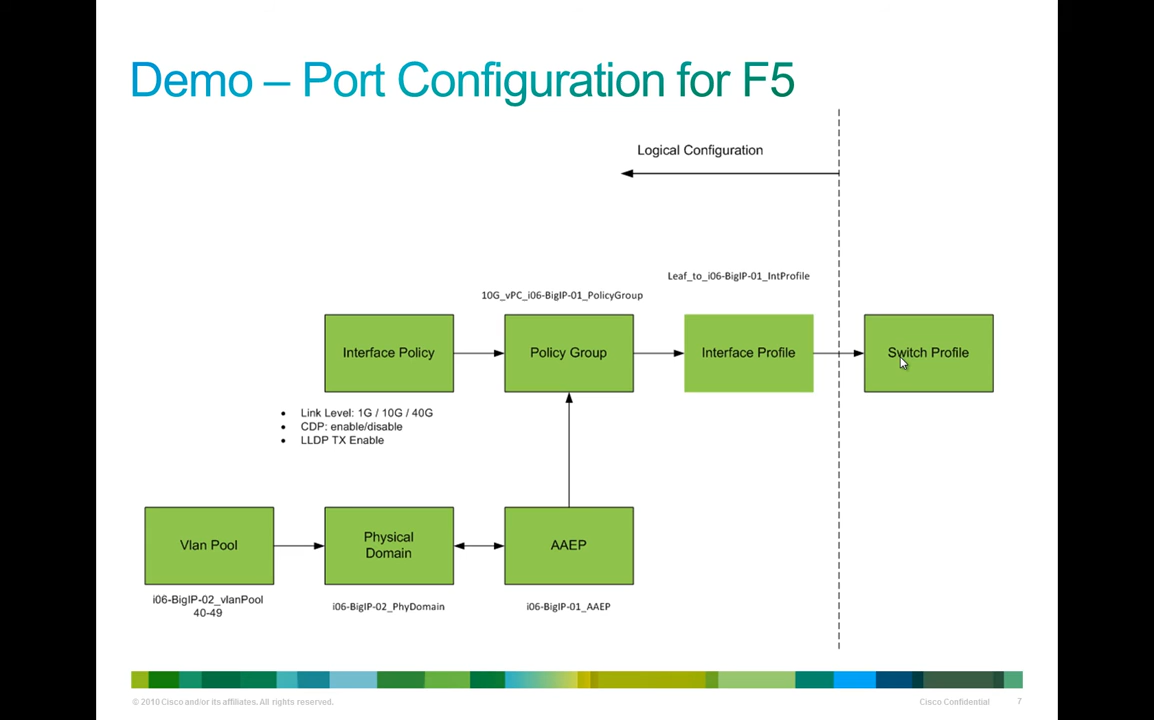 Demo – Port Configuration for F5
Logical Configuration
Leaf_to_i06-BigIP-01_IntProfile
10G_vPC_i06-BigIP-01_PolicyGroup
Interface Policy
Policy Group
Interface Profile
Switch Profile
• Link Level: 1G / 10G / 40G
• CDP: enable/disable
• LLDP TX Enable
Vlan Pool
Physical
Domain
AAEP
i06-BigIP-02_vlanPool
40-49
i06-BigIP-02_PhyDomain
i06-BigIP-01_AAEP
© 2010 Cisco and/or its affiliates. All rights reserved.
Cisco Confidential
7